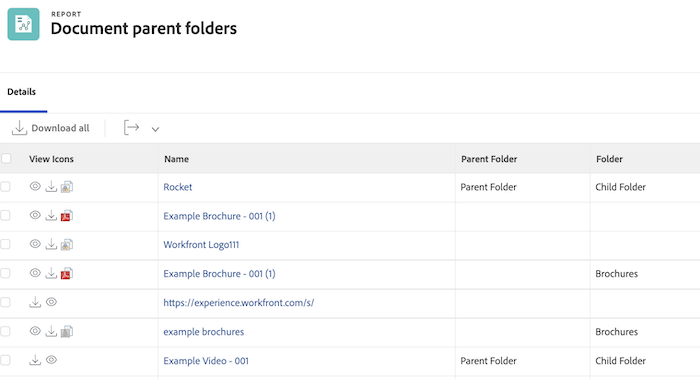 REPORT
Document parent folders
Details
Download all
View Icons Name Parent Folder Folder
Rocket Parent Folder Child Folder
Example Brochure - 001 (1)
Workfront Logo111
Example Brochure - 001 (1) Brochures
https://experience.workfront.com/s/
example brochures Brochures
Example Video - 001 Parent Folder Child Folder